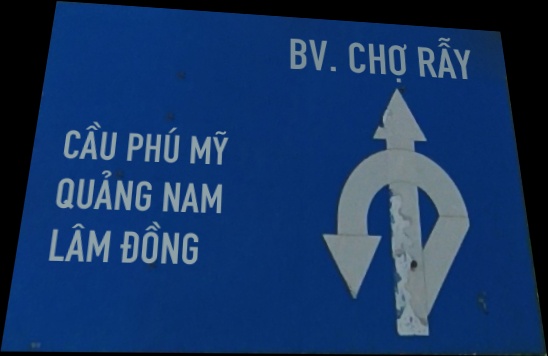 BV. CHỢ RẪY
CẦU PHÚ MỸ
QUẢNG NAM
LÂM ĐỒNG